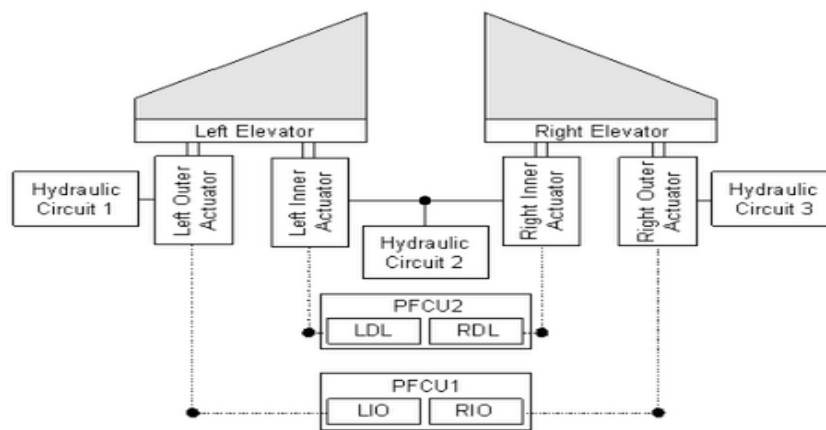 Left Elevator
Right Elevator
Hydraulic
Circuit 1
Left Outer
Actuator
Left Inner
Actuator
Hydraulic
Circuit 2
Right Inner
Actuator
Right Outer
Actuator
Hydraulic
Circuit 3
PFCU2
LDL
RDL
PFCU1
LIO
RIO